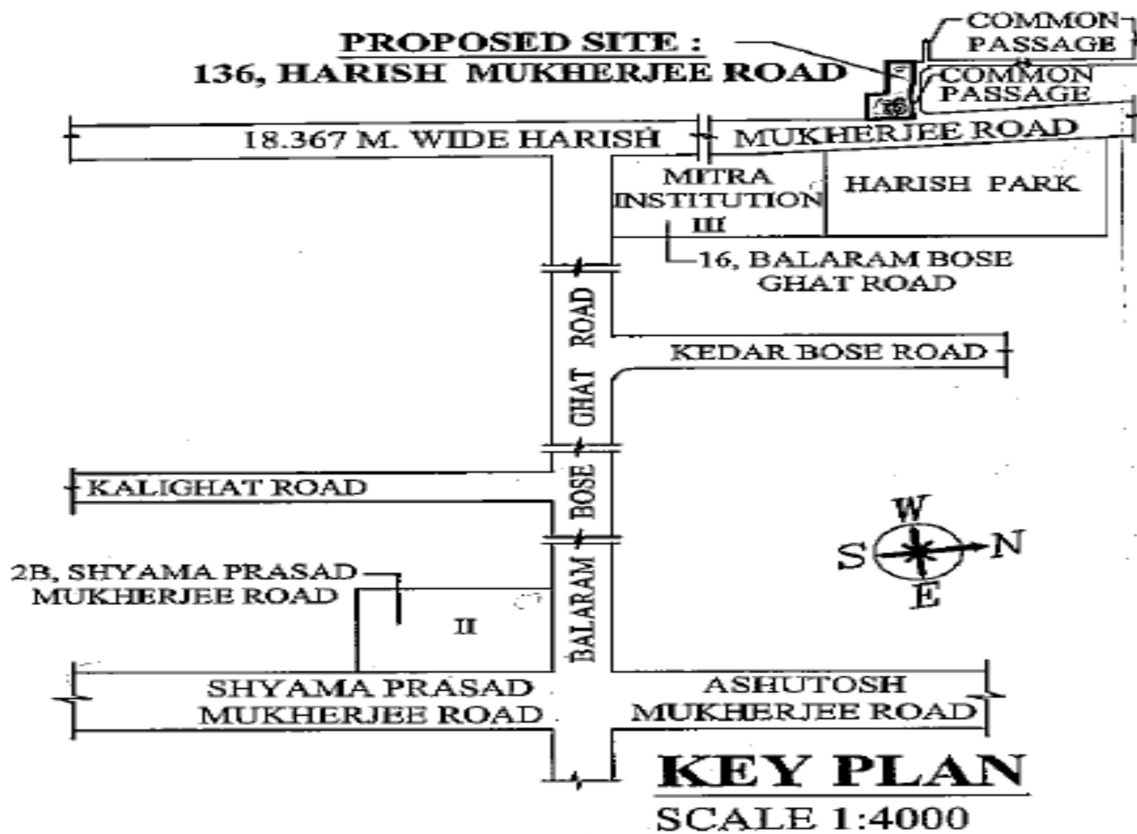 COMMON
PASSAGE
PROPOSED SITE :
136, HARISH MUKHERJEE ROAD
COMMON
PASSAGE
18.367 M. WIDE HARISH
MUKHERJEE ROAD
MITRA
INSTITUTION
III
HARISH PARK
16, BALARAM BOSE
GHAT ROAD
KEDAR BOSE ROAD
BALARAM BOSE GHAT ROAD
KALIGHAT ROAD
W
S N
E
2B, SHYAMA PRASAD
MUKHERJEE ROAD
II
SHYAMA PRASAD
MUKHERJEE ROAD
ASHUTOSH
MUKHERJEE ROAD
KEY PLAN
SCALE 1:4000